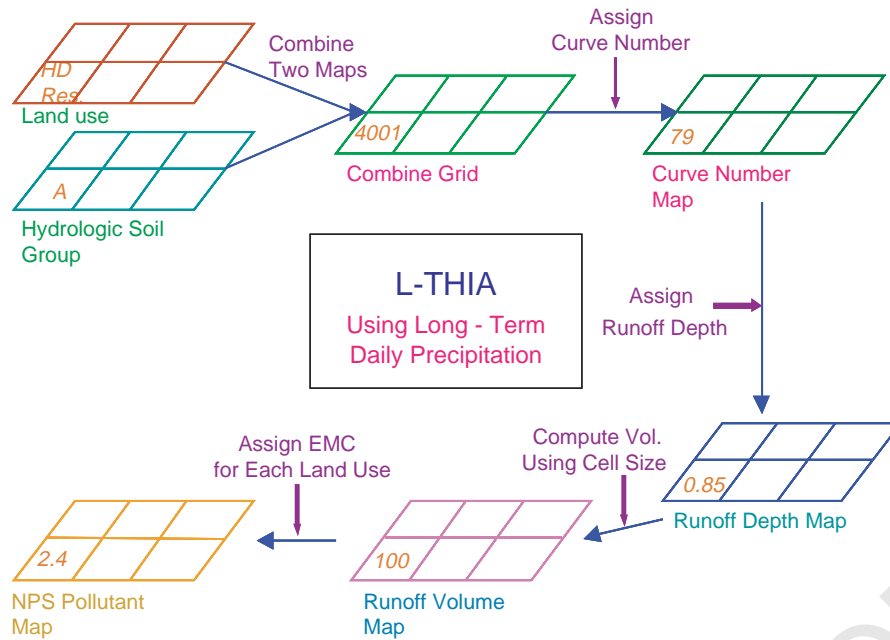 Assign
Curve Number
Combine
Two Maps
HD
Res.
Land use
4001
Combine Grid
79
Curve Number
Map
A
Hydrologic Soil
Group
L-THIA
Using Long - Term
Daily Precipitation
Assign
Runoff Depth
Assign EMC
for Each Land Use
Compute Vol.
Using Cell Size
0.85
Runoff Depth Map
2.4
NPS Pollutant
Map
100
Runoff Volume
Map